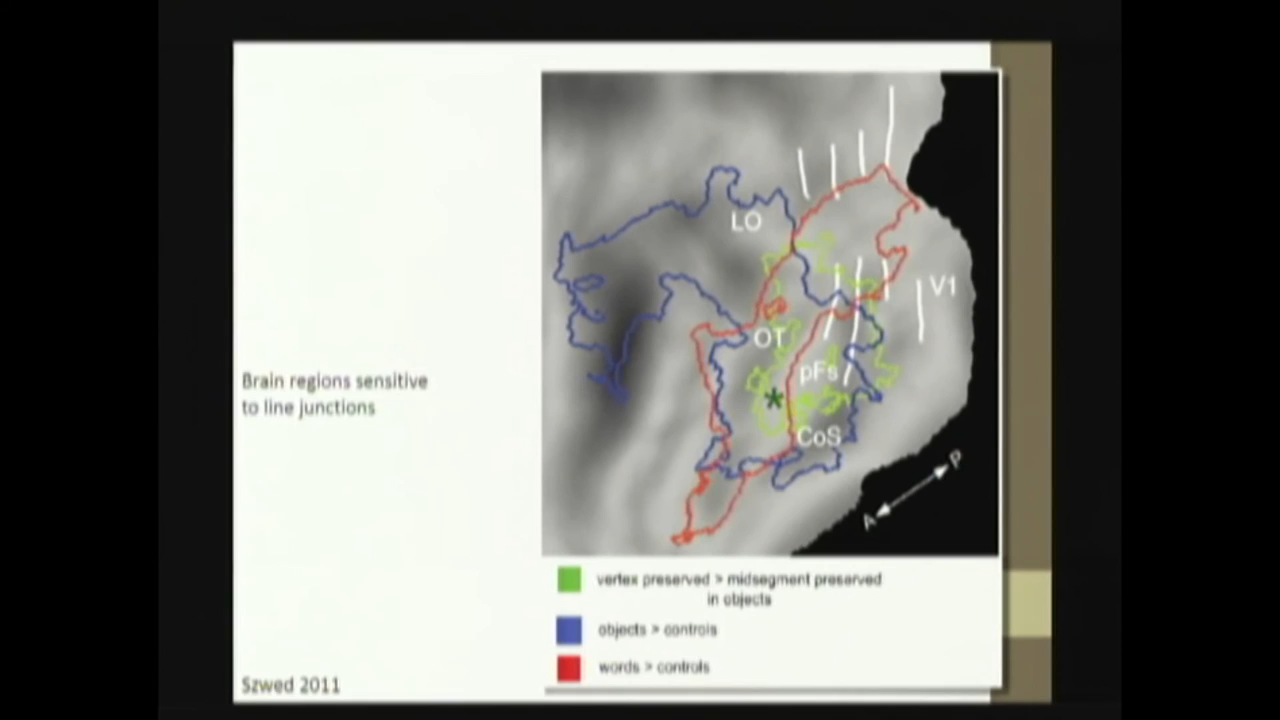 LO
V1
OT
pFs
*
CoS
P
A
Brain regions sensitive
to line junctions
vertex preserved > midsegment preserved
in objects
objects > controls
words > controls
Szwed 2011